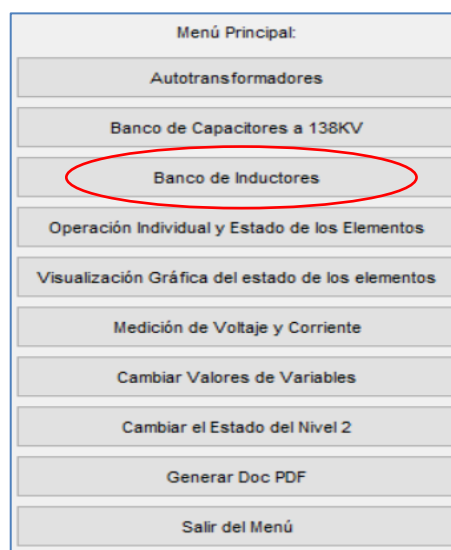 Menú Principal:
Autotransformadores
Banco de Capacitores a 138KV
Banco de Inductores
Operación Individual y Estado de los Elementos
Visualización Gráfica del estado de los elementos
Medición de Voltaje y Corriente
Cambiar Valores de Variables
Cambiar el Estado del Nivel 2
Generar Doc PDF
Salir del Menú